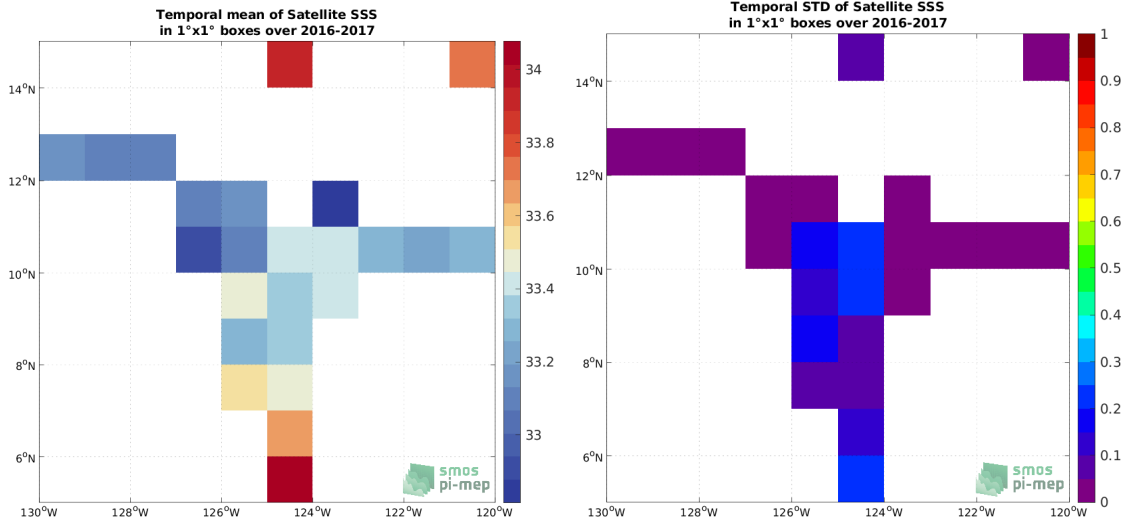 Temporal mean of Satellite SSS
in 1°x1° boxes over 2016-2017
14°N
12°N
10°N
8°N
6°N
130°W
128°W
126°W
124°W
122°W
120°W
34
33.8
33.6
33.4
33.2
33
smos
pi-mep
Temporal STD of Satellite SSS
in 1°x1° boxes over 2016-2017
14°N
12°N
10°N
8°N
6°N
130°W
128°W
126°W
124°W
122°W
120°W
1
0.9
0.8
0.7
0.6
0.5
0.4
0.3
0.2
0.1
0
smos
pi-mep